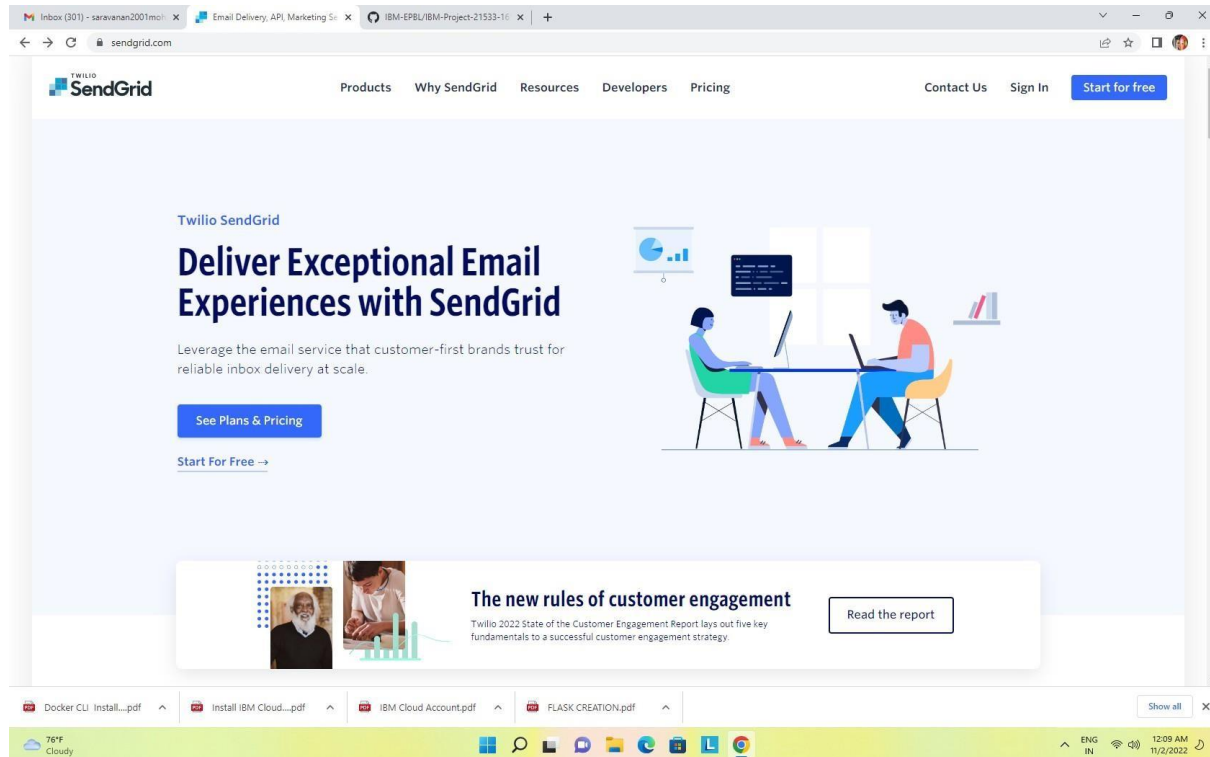 Inbox (301) - saravanan2001moh
Email Delivery, API, Marketing Se
IBM-EPBL/IBM-Project-21533-16
sendgrid.com
TWILIO
SendGrid
Products
Why SendGrid
Resources
Developers
Pricing
Contact Us
Sign In
Start for free
Twilio SendGrid
Deliver Exceptional Email
Experiences with SendGrid
Leverage the email service that customer-first brands trust for
reliable inbox delivery at scale.
See Plans & Pricing
Start For Free →
The new rules of customer engagement
Twilio 2022 State of the Customer Engagement Report lays out five key
fundamentals to a successful customer engagement strategy.
Read the report
Docker CLI Install....pdf
Install IBM Cloud....pdf
IBM Cloud Account.pdf
FLASK CREATION.pdf
Show all
76°F
Cloudy
ENG
IN
12:09 AM
11/2/2022